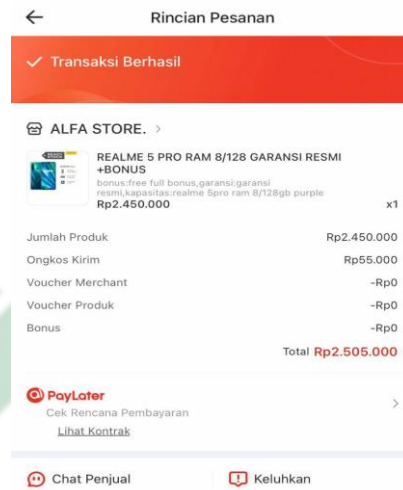 Rincian Pesanan
Transaksi Berhasil
ALFA STORE. >
REALME 5 PRO RAM 8/128 GARANSI RESMI
+BONUS
bonus:free full bonus,garansi:garansi
resmi,kapasitas:realme 5pro ram 8/128gb purple
Rp2.450.000 x1
Jumlah Produk Rp2.450.000
Ongkos Kirim Rp55.000
Voucher Merchant -Rp0
Voucher Produk -Rp0
Bonus -Rp0
Total Rp2.505.000
PayLater
Cek Rencana Pembayaran
Lihat Kontrak
Chat Penjual Keluhkan